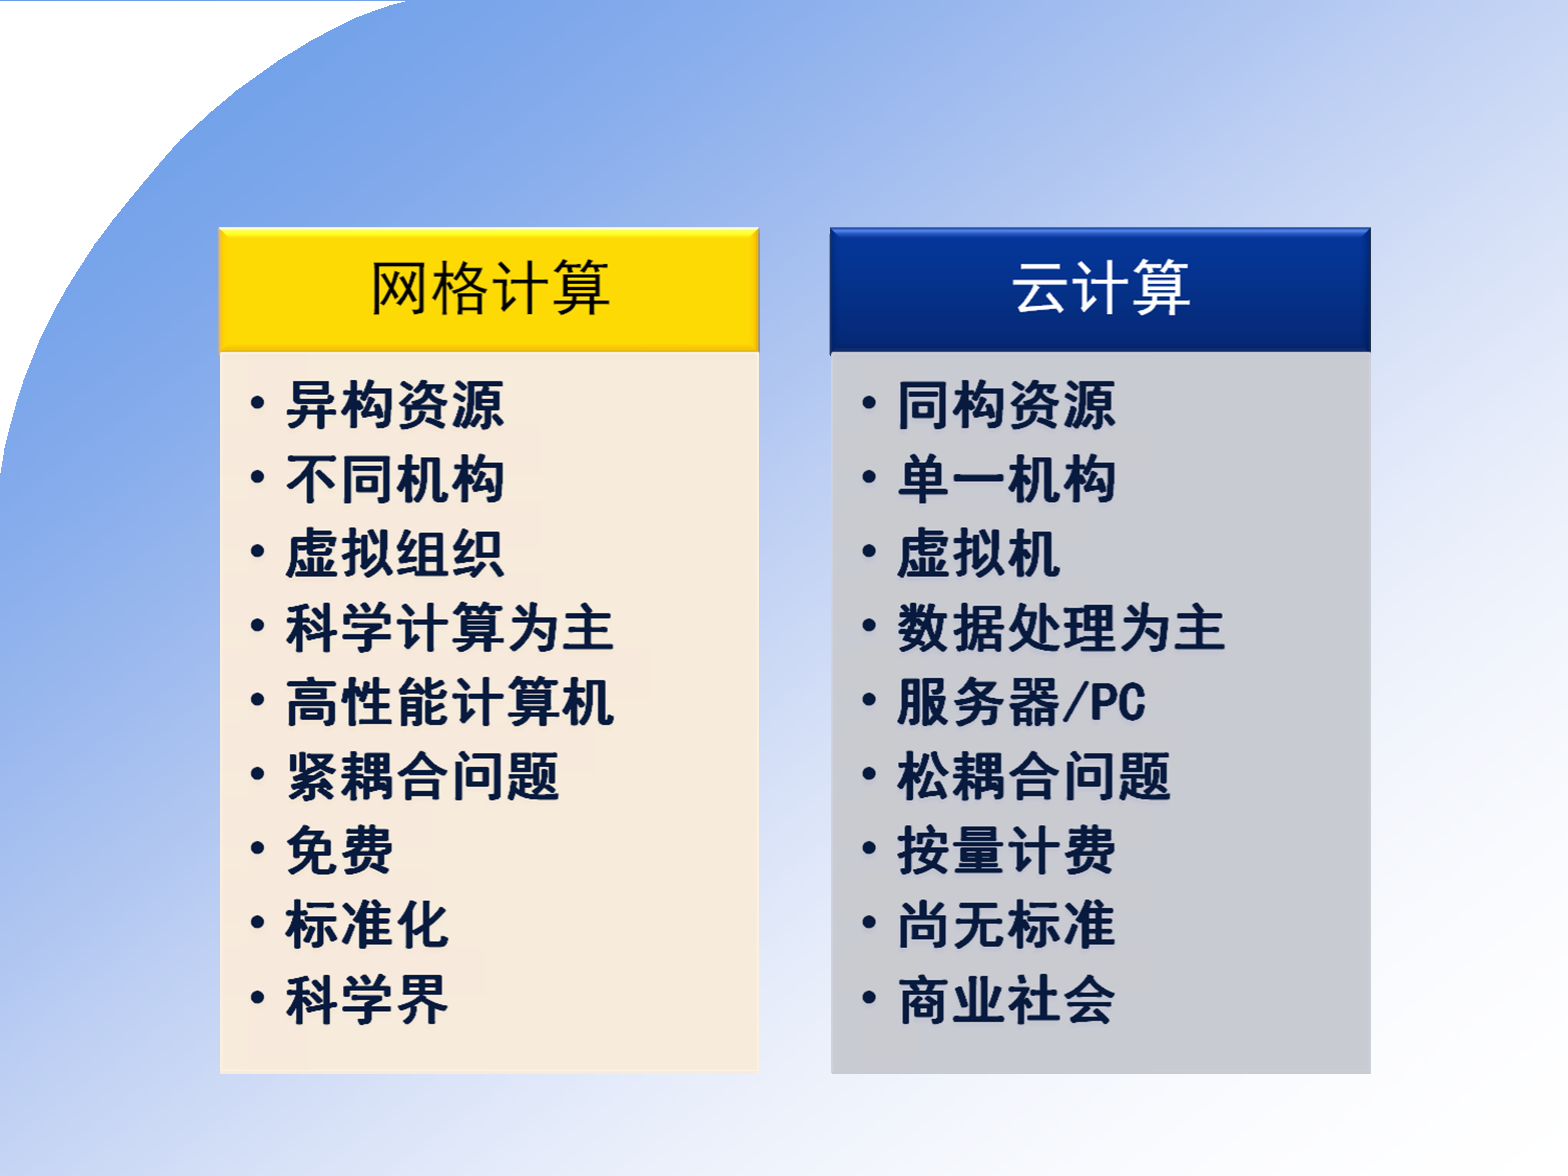 网格计算
• 异构资源
• 不同机构
• 虚拟组织
• 科学计算为主
• 高性能计算机
• 紧耦合问题
• 免费
• 标准化
• 科学界
云计算
• 同构资源
• 单一机构
• 虚拟机
• 数据处理为主
• 服务器/PC
• 松耦合问题
• 按量计费
• 尚无标准
• 商业社会